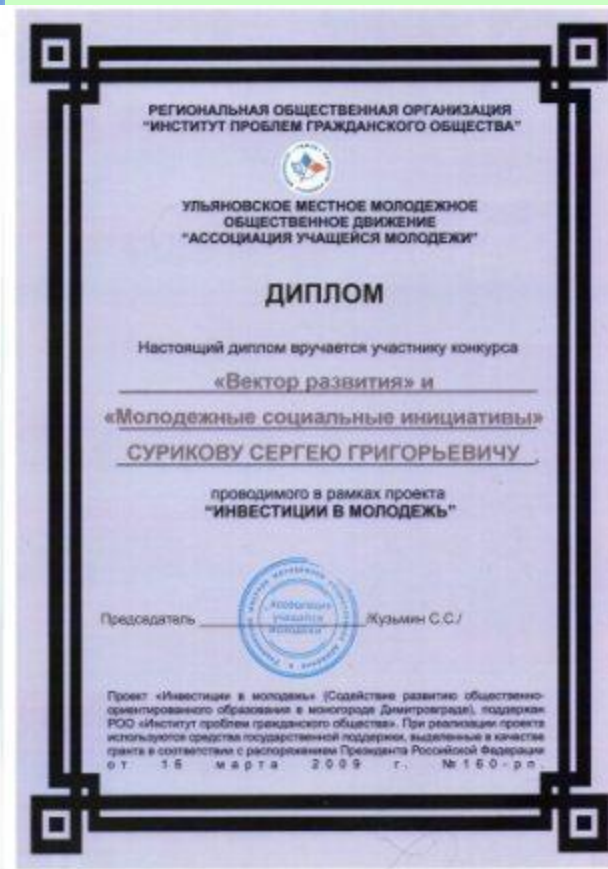 РЕГИОНАЛЬНАЯ ОБЩЕСТВЕННАЯ ОРГАНИЗАЦИЯ
"ИНСТИТУТ ПРОБЛЕМ ГРАЖДАНСКОГО ОБЩЕСТВА"
УЛЬЯНОВСКОЕ МЕСТНОЕ МОЛОДЕЖНОЕ
ОБЩЕСТВЕННОЕ ДВИЖЕНИЕ
"АССОЦИАЦИЯ УЧАЩЕЙСЯ МОЛОДЕЖИ"
ДИПЛОМ
Настоящий диплом вручается участнику конкурса
«Вектор развития» и
«Молодежные социальные инициативы»
СУРИКОВУ СЕРГЕЮ ГРИГОРЬЕВИЧУ,
проводимого в рамках проекта
"ИНВЕСТИЦИИ В МОЛОДЕЖЬ"
Ассоциация
учащейся
молодежи
Председатель /Кузьмин С.С./
Проект «Инвестиции в молодежь» (Содействие развитию общественно-
ориентированного образования в моногороде Димитровграде), поддержан
РОО «Институт проблем гражданского общества». При реализации проекта
используются средства государственной поддержки, выделенные в качестве
гранта в соответствии с распоряжением Президента Российской Федерации
от 16 марта 2009 г. №160-рп.